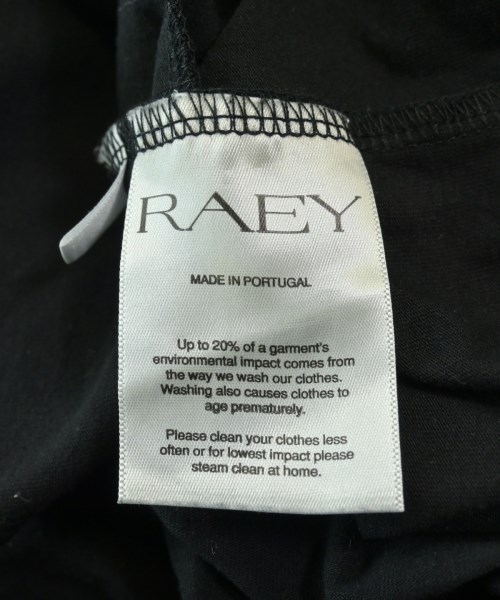 RAEY
MADE IN PORTUGAL
Up to 20% of a garment's
environmental impact comes from
the way we wash our clothes.
Washing also causes clothes to
age prematurely.
Please clean your clothes less
often or for lowest impact please
steam clean at home.